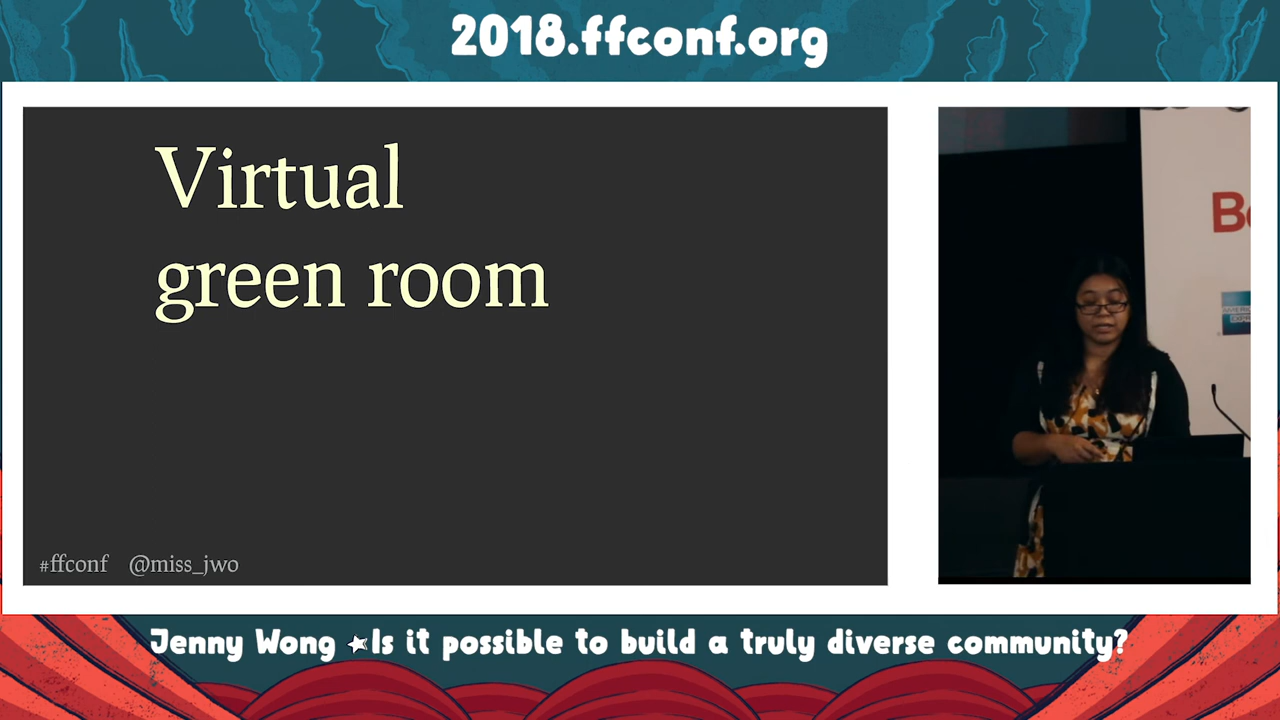 2018.ffconf.org
Virtual
green room
#ffconf @miss_jwo
Jenny Wong ★ Is it possible to build a truly diverse community?